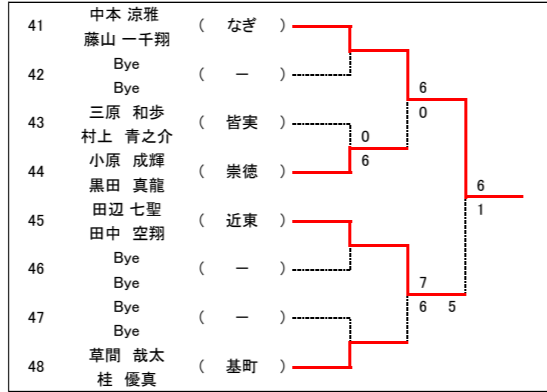 中本 涼雅
41 ( なぎ )
藤山 一千翔
Bye
42 ( ー )
Bye
6
0
三原 和歩
43 ( 皆実 )
村上 青之介
0
6
小原 成輝
44 ( 崇徳 )
黒田 真龍
6
1
田辺 七聖
45 ( 近東 )
田中 空翔
Bye
46 ( ー )
Bye
7
6 5
Bye
47 ( ー )
Bye
草間 哉太
48 ( 基町 )
桂 優真